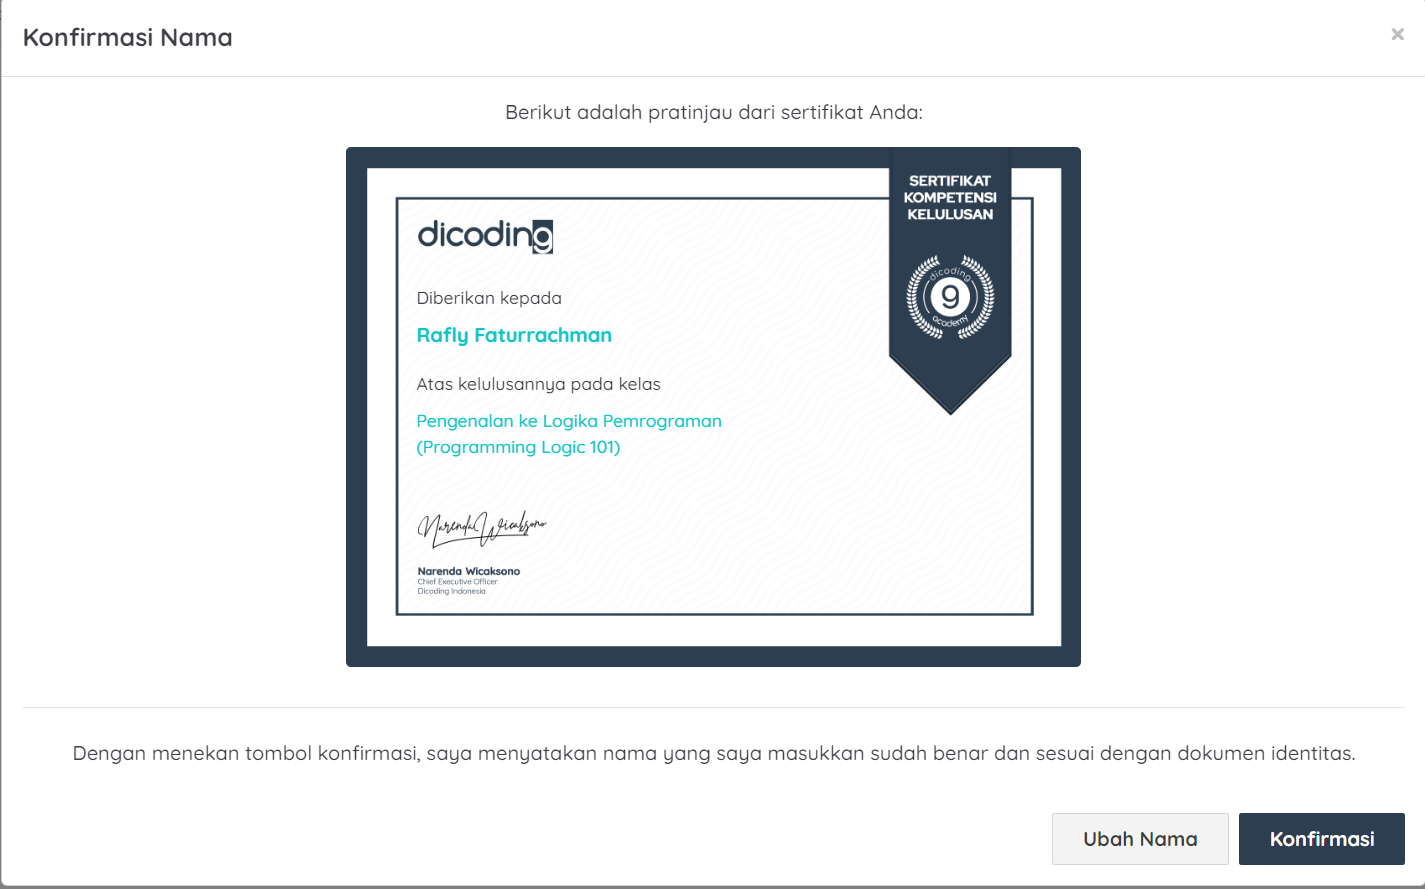 Konfirmasi Nama
×
Berikut adalah pratinjau dari sertifikat Anda:
SERTIFIKAT
KOMPETENSI
KELULUSAN
dicoding
dicoding
9
academy
Diberikan kepada
Rafly Faturrachman
Atas kelulusannya pada kelas
Pengenalan ke Logika Pemrograman
(Programming Logic 101)
Narenda Wicaksono
Narenda Wicaksono
Chief Executive Officer
Dicoding Indonesia
Dengan menekan tombol konfirmasi, saya menyatakan nama yang saya masukkan sudah benar dan sesuai dengan dokumen identitas.
Ubah Nama
Konfirmasi